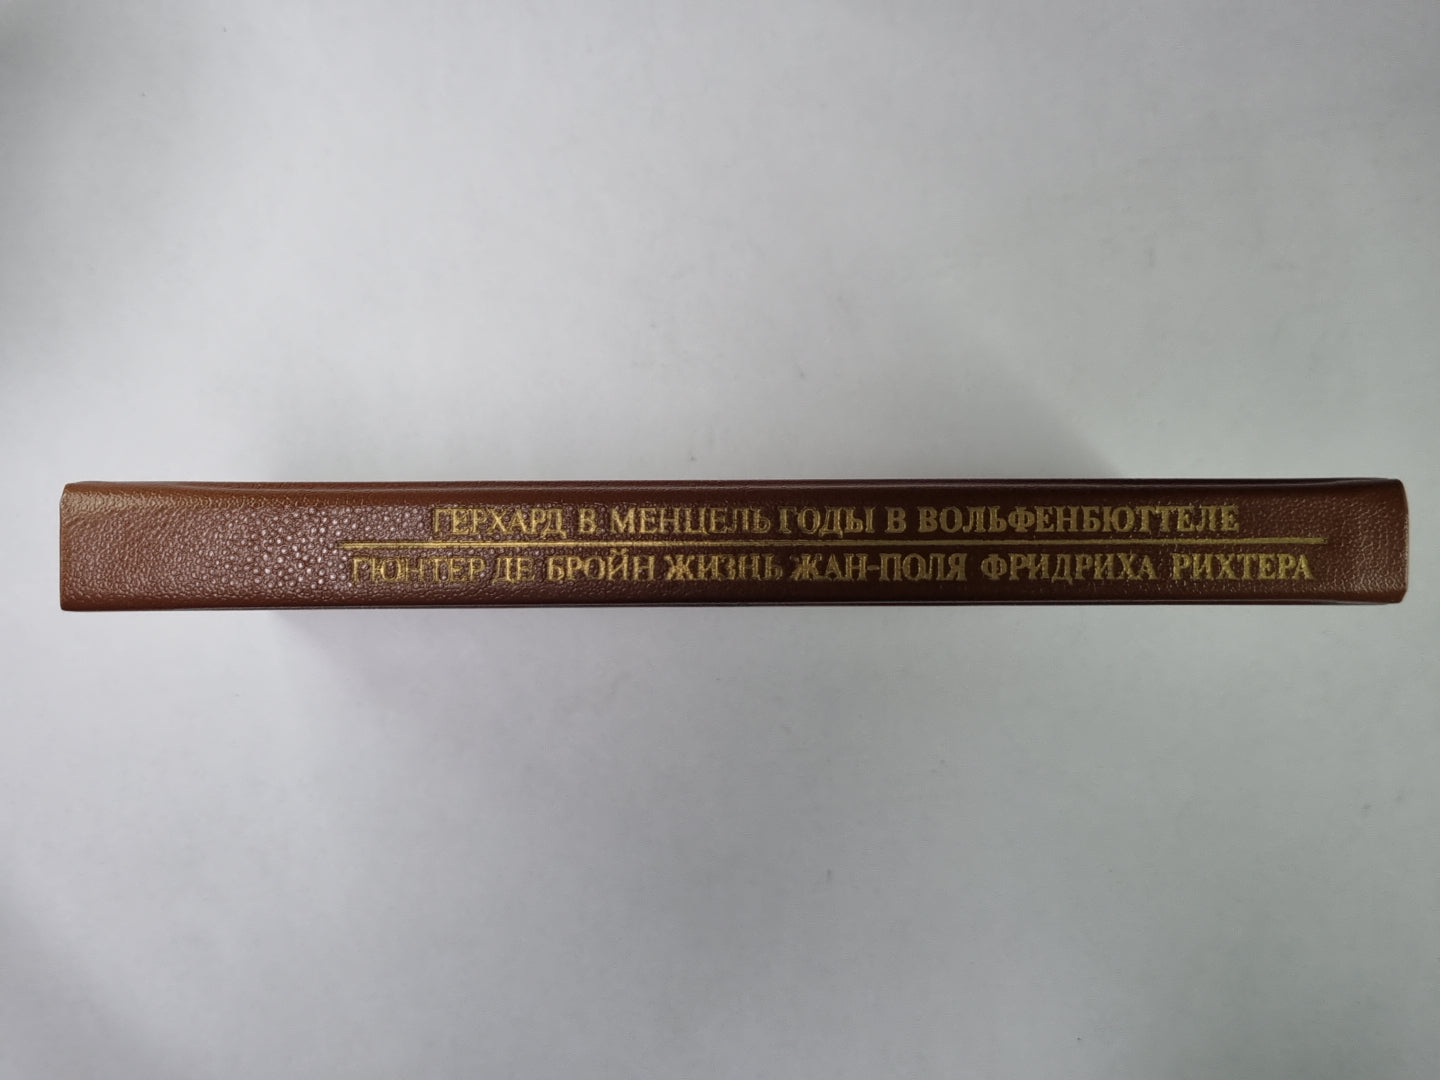 ГЕРХАРД В. МЕНЦЕЛЬ ГОДЫ В ВОЛЬФЕНБЮТТЕЛЕ
ГЮНТЕР ДЕ БРОЙН ЖИЗНЬ ЖАН-ПОЛЯ ФРИДРИХА РИХТЕРА